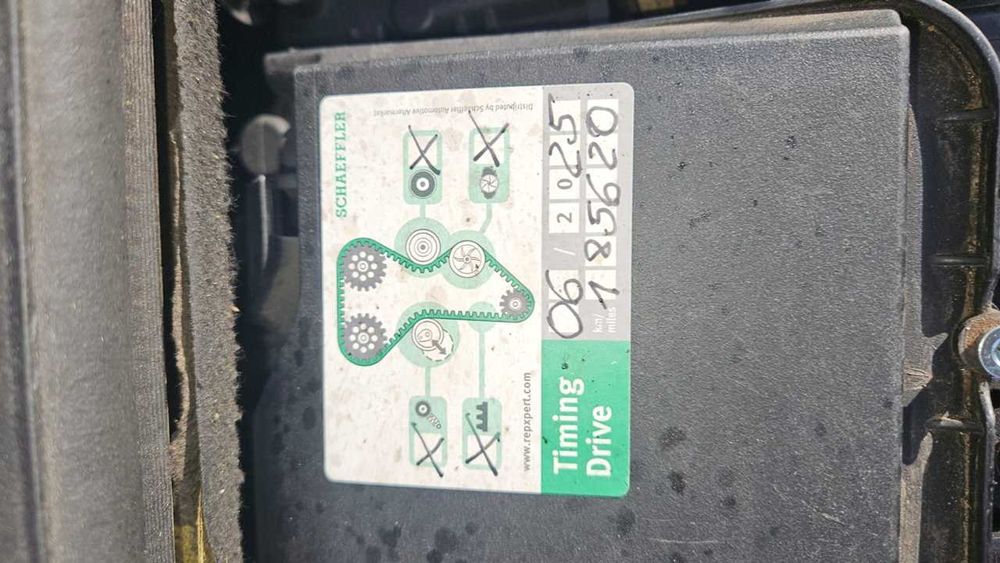 SCHAEFFLER
Distributed by Schaeffler Automotive Aftermarket
www.repxpert.com
Timing
Drive
06 / 2025
km/
miles
185620